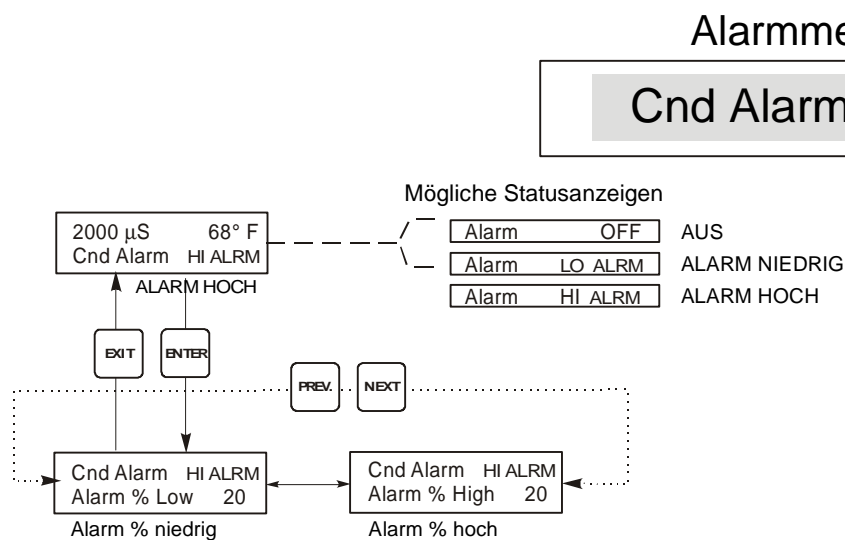 Alarmme
Cnd Alarm
Mögliche Statusanzeigen
2000 µS 68° F
Cnd Alarm HI ALRM
ALARM HOCH
Alarm OFF AUS
Alarm LO ALRM ALARM NIEDRIG
Alarm HI ALRM ALARM HOCH
EXIT ENTER
PREV. NEXT
Cnd Alarm HI ALRM
Alarm % Low 20
Alarm % niedrig
Cnd Alarm HI ALRM
Alarm % High 20
Alarm % hoch